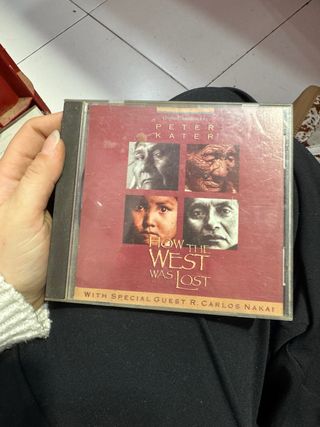 PETER
KATER
HOW THE
WEST
WAS LOST
WITH SPECIAL GUEST R. CARLOS NAKAI